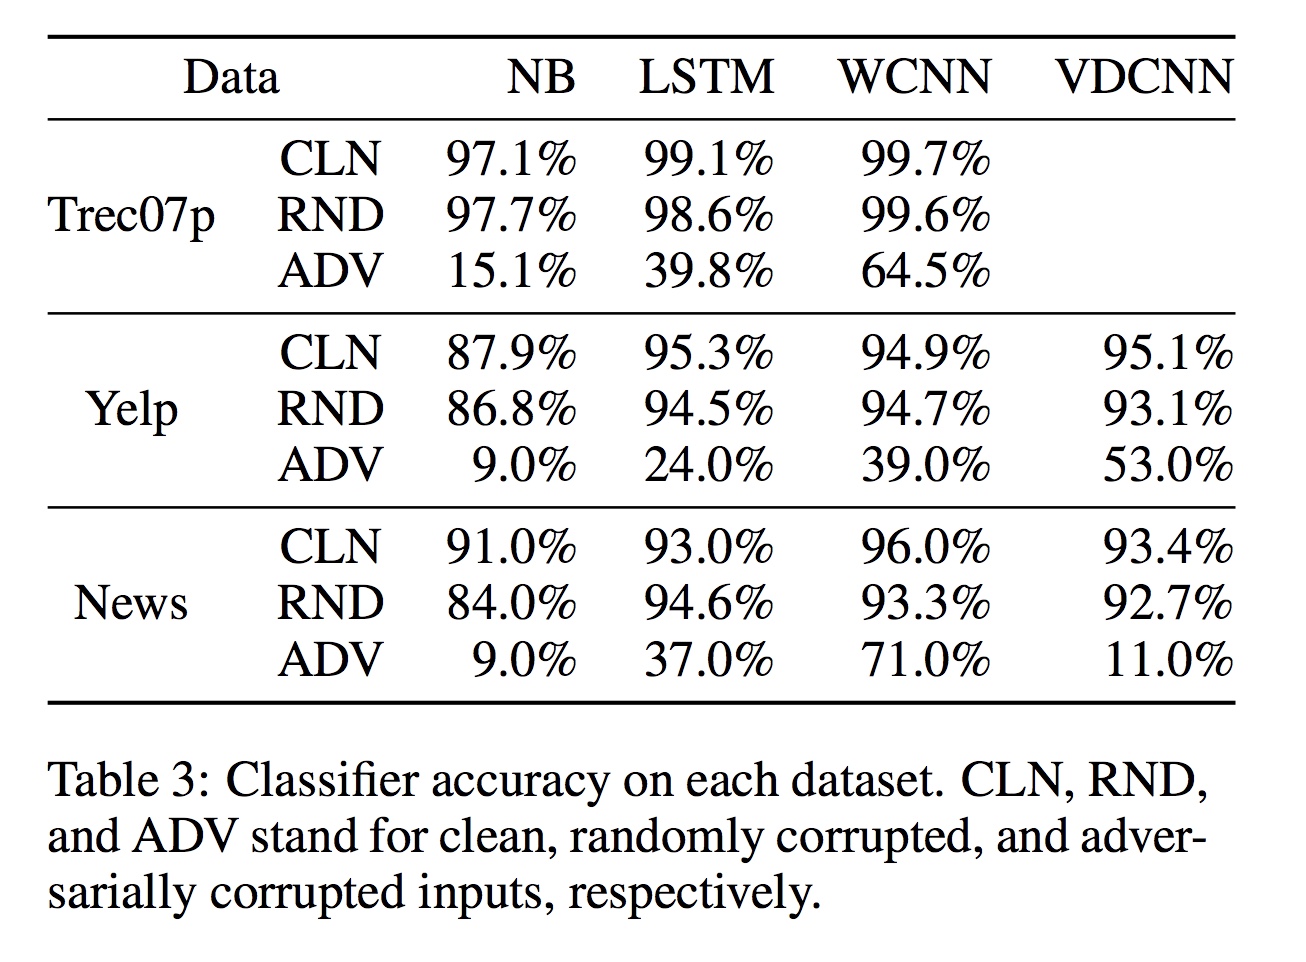 Data NB LSTM WCNN VDCNN
CLN 97.1% 99.1% 99.7%
Trec07p RND 97.7% 98.6% 99.6%
ADV 15.1% 39.8% 64.5%
CLN 87.9% 95.3% 94.9% 95.1%
Yelp RND 86.8% 94.5% 94.7% 93.1%
ADV 9.0% 24.0% 39.0% 53.0%
CLN 91.0% 93.0% 96.0% 93.4%
News RND 84.0% 94.6% 93.3% 92.7%
ADV 9.0% 37.0% 71.0% 11.0%
Table 3: Classifier accuracy on each dataset. CLN, RND,
and ADV stand for clean, randomly corrupted, and adver-
sarially corrupted inputs, respectively.